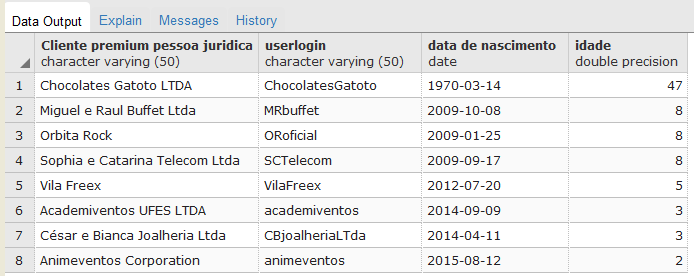 Data Output Explain Messages History
Cliente premium pessoa juridica userlogin data de nascimento idade
character varying (50) character varying (50) date double precision
1 Chocolates Gatoto LTDA ChocolatesGatoto 1970-03-14 47
2 Miguel e Raul Buffet Ltda MRbuffet 2009-10-08 8
3 Orbita Rock ORoficial 2009-01-25 8
4 Sophia e Catarina Telecom Ltda SCTelecom 2009-09-17 8
5 Vila Freex VilaFreex 2012-07-20 5
6 Academiventos UFES LTDA academiventos 2014-09-09 3
7 César e Bianca Joalheria Ltda CBjoalheriaLTda 2014-04-11 3
8 Animeventos Corporation animeventos 2015-08-12 2